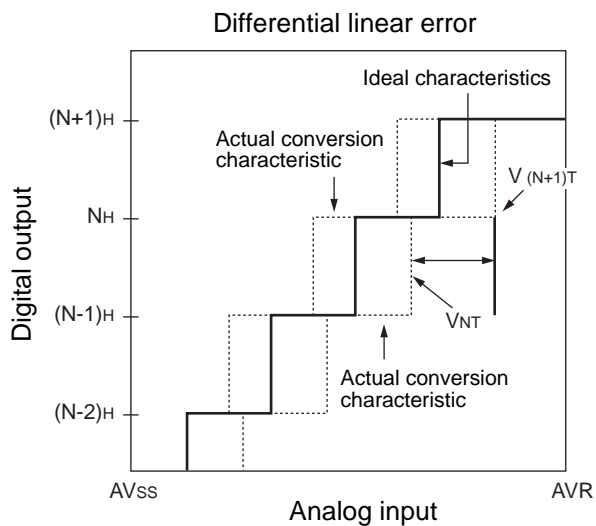 Differential linear error
Ideal characteristics
(N+1)H
Actual conversion
characteristic
V (N+1)T
NH
Digital output
(N-1)H
VNT
Actual conversion
characteristic
(N-2)H
AVSS
AVR
Analog input